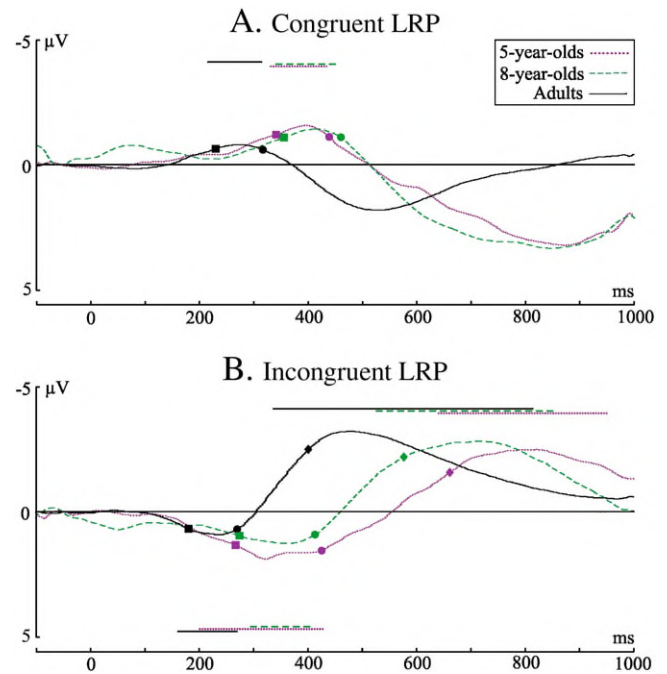 A. Congruent LRP
-5
µV
5-year-olds
8-year-olds
Adults
0
5
ms
0 200 400 600 800 1000
B. Incongruent LRP
-5
µV
0
5
ms
0 200 400 600 800 1000